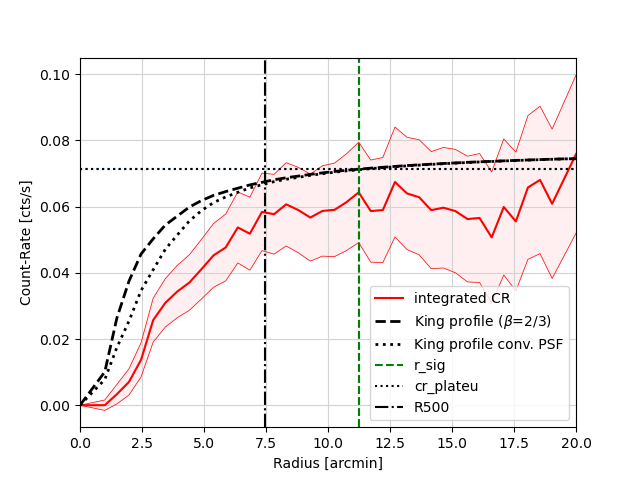 0.10
0.08
0.06
0.04
0.02
0.00
Count-Rate [cts/s]
integrated CR
King profile (β=2/3)
King profile conv. PSF
r_sig
cr_plateu
R500
0.0 2.5 5.0 7.5 10.0 12.5 15.0 17.5 20.0
Radius [arcmin]